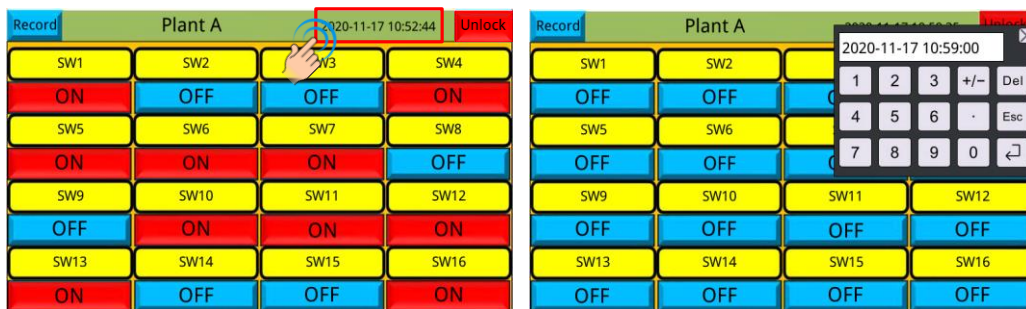 Record Plant A 2020-11-17 10:52:44 Unlock
SW1 SW2 SW3 SW4
ON OFF OFF ON
SW5 SW6 SW7 SW8
ON ON ON OFF
SW9 SW10 SW11 SW12
OFF ON ON ON
SW13 SW14 SW15 SW16
ON OFF OFF ON
Record Plant A
2020-11-17 10:59:00
1 2 3 +/- Del
4 5 6 . Esc
7 8 9 0
SW1 SW2
OFF OFF
SW5 SW6
OFF OFF
SW9 SW10 SW11 SW12
OFF OFF OFF OFF
SW13 SW14 SW15 SW16
OFF OFF OFF OFF